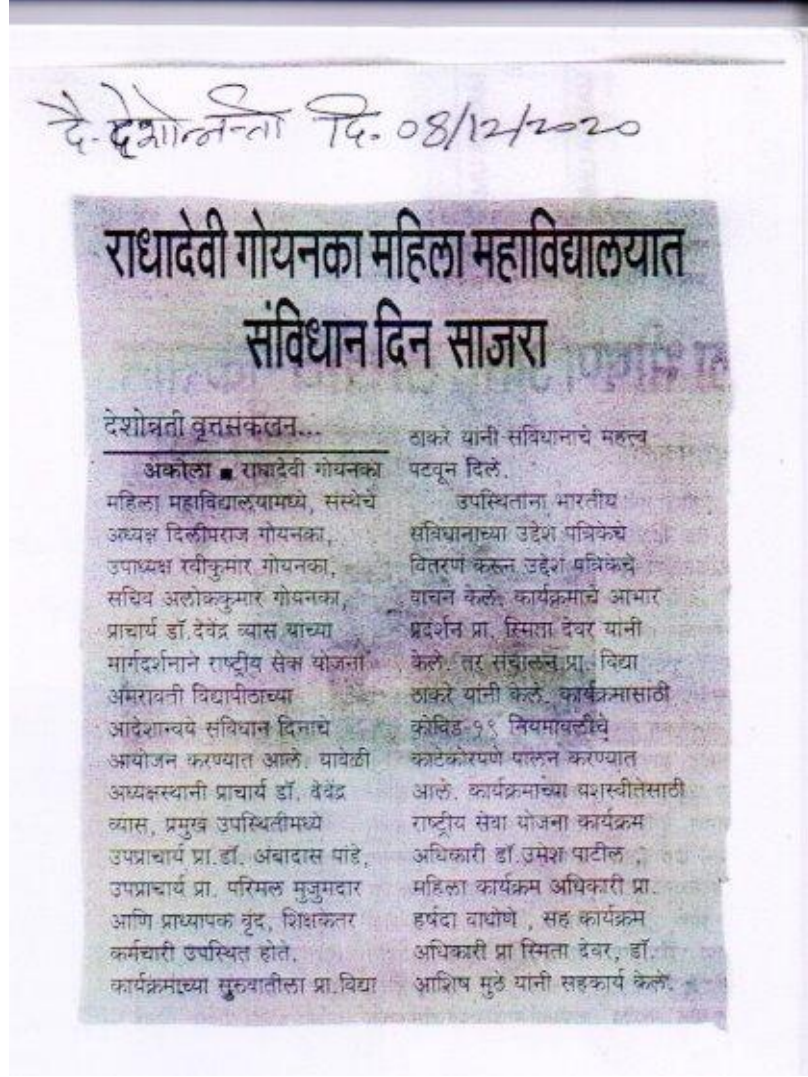 दै. देशोन्नती दि. 08/12/2020
राधादेवी गोयनका महिला महाविद्यालयात
संविधान दिन साजरा
देशोन्नती वृत्तसंकलन...
अकोला ■ राधादेवी गोयनका
महिला महाविद्यालयामध्ये, संस्थेचे
अध्यक्ष दिलीपराज गोयनका,
उपाध्यक्ष रवीकुमार गोयनका,
सचिव अलोककुमार गोयनका,
प्राचार्य डॉ.देवेंद्र व्यास याच्या
मार्गदर्शनाने राष्ट्रीय सेवा योजना
अमरावती विद्यापीठाच्या
आदेशान्वये संविधान दिनाचे
आयोजन करण्यात आले. यावेळी
अध्यक्षस्थानी प्राचार्य डॉ. देवेंद्र
व्यास, प्रमुख उपस्थितीमध्ये
उपप्राचार्य प्रा.डॉ. अंबादास पांडे,
उपप्राचार्य प्रा. परिमल मुजुमदार
आणि प्राध्यापक वृंद, शिक्षकेतर
कर्मचारी उपस्थित होते.
कार्यक्रमाच्या सुरुवातीला प्रा.विद्या
ठाकरे यांनी संविधानाचे महत्त्व
पटवून दिले.
उपस्थितांना भारतीय
संविधानाच्या उद्देश पत्रिकेचे
वितरण करून उद्देश पत्रिकेचे
वाचन केले. कार्यक्रमाचे आभार
प्रदर्शन प्रा. स्मिता देवर यांनी
केले. तर संचालन प्रा. विद्या
ठाकरे यांनी केले. कार्यक्रमासाठी
कोविड-१९ नियमावलीचे
काटेकोरपणे पालन करण्यात
आले. कार्यक्रमाच्या यशस्वीतेसाठी
राष्ट्रीय सेवा योजना कार्यक्रम
अधिकारी डॉ.उमेश पाटील ,
महिला कार्यक्रम अधिकारी प्रा.
हर्षदा वाघोणे , सह कार्यक्रम
अधिकारी प्रा स्मिता देवर, डॉ.
आशिष मुळे यांनी सहकार्य केले.